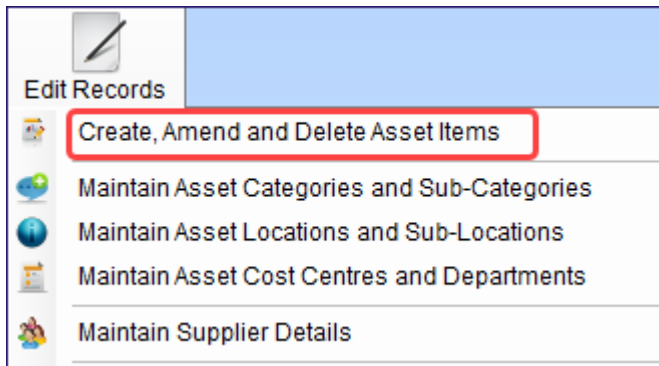 Edit Records
Create, Amend and Delete Asset Items
Maintain Asset Categories and Sub-Categories
Maintain Asset Locations and Sub-Locations
Maintain Asset Cost Centres and Departments
Maintain Supplier Details